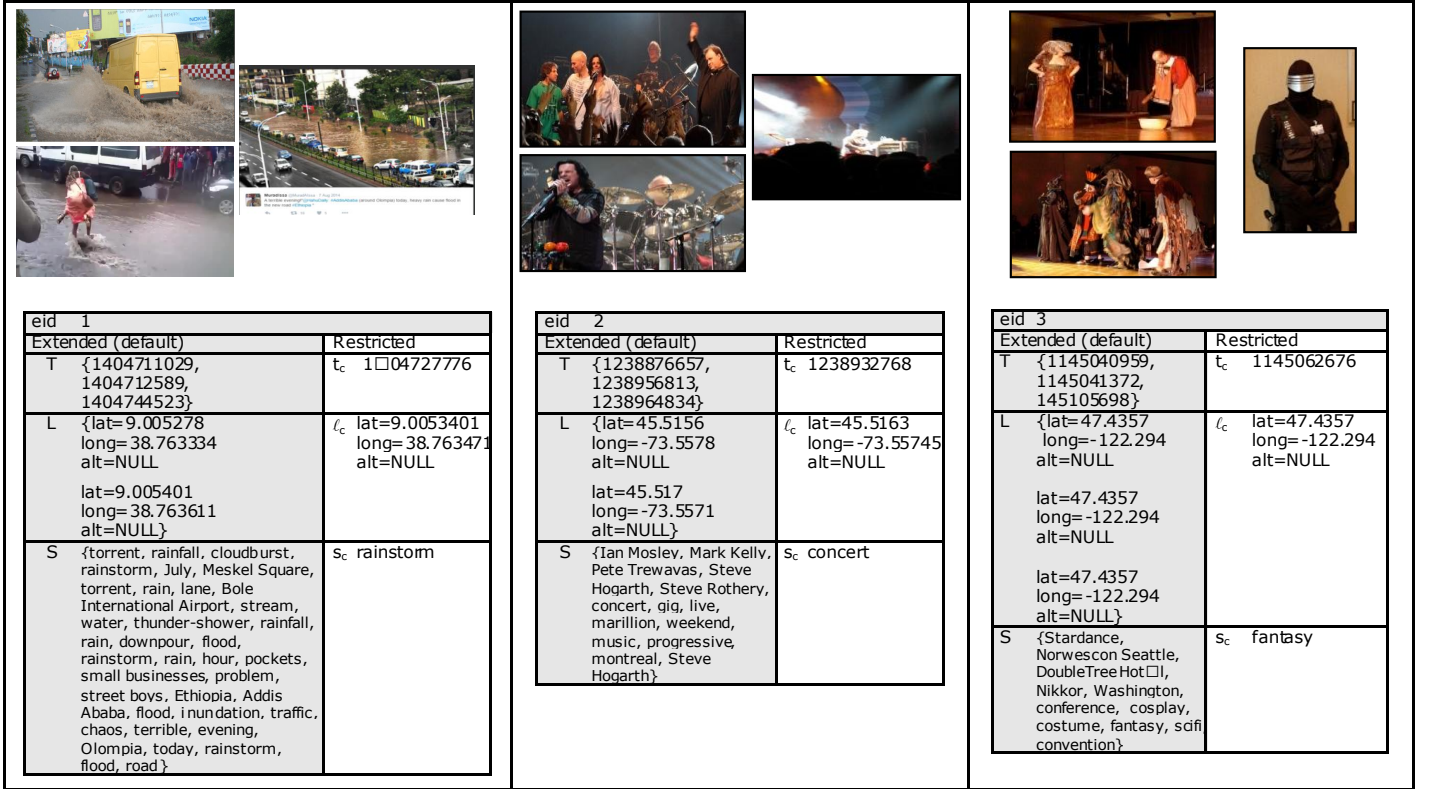 NOKIA
A terrible evening!
eid 1
Extended (default) Restricted
T {1404711029,
1404712589,
1404744523}
tc 1□04727776
L {lat=9.005278
long=38.763334
alt=NULL
lat=9.005401
long=38.763611
alt=NULL}
ℓc lat=9.0053401
long=38.763471
alt=NULL
S {torrent, rainfall, cloudburst,
rainstorm, July, Meskel Square,
torrent, rain, lane, Bole
International Airport, stream,
water, thunder-shower, rainfall,
rain, downpour, flood,
rainstorm, rain, hour, pockets,
small businesses, problem,
street boys, Ethiopia, Addis
Ababa, flood, inundation, traffic,
chaos, terrible, evening,
Olompia, today, rainstorm,
flood, road}
sc rainstorm
eid 2
Extended (default) Restricted
T {1238876657,
1238956813,
1238964834}
tc 1238932768
L {lat=45.5156
long=-73.5578
alt=NULL
lat=45.517
long=-73.5571
alt=NULL}
ℓc lat=45.5163
long=-73.55745
alt=NULL
S {Ian Mosley, Mark Kelly,
Pete Trewavas, Steve
Hogarth, Steve Rothery,
concert, gig, live,
marillion, weekend,
music, progressive,
montreal, Steve
Hogarth}
sc concert
eid 3
Extended (default) Restricted
T {1145040959,
1145041372,
145105698}
tc 1145062676
L {lat=47.4357
long=-122.294
alt=NULL
lat=47.4357
long=-122.294
alt=NULL
lat=47.4357
long=-122.294
alt=NULL}
ℓc lat=47.4357
long=-122.294
alt=NULL
S {Stardance,
Norwescon Seattle,
DoubleTreeHot□l,
Nikkor, Washington,
conference, cosplay,
costume, fantasy, scifi
convention}
sc fantasy